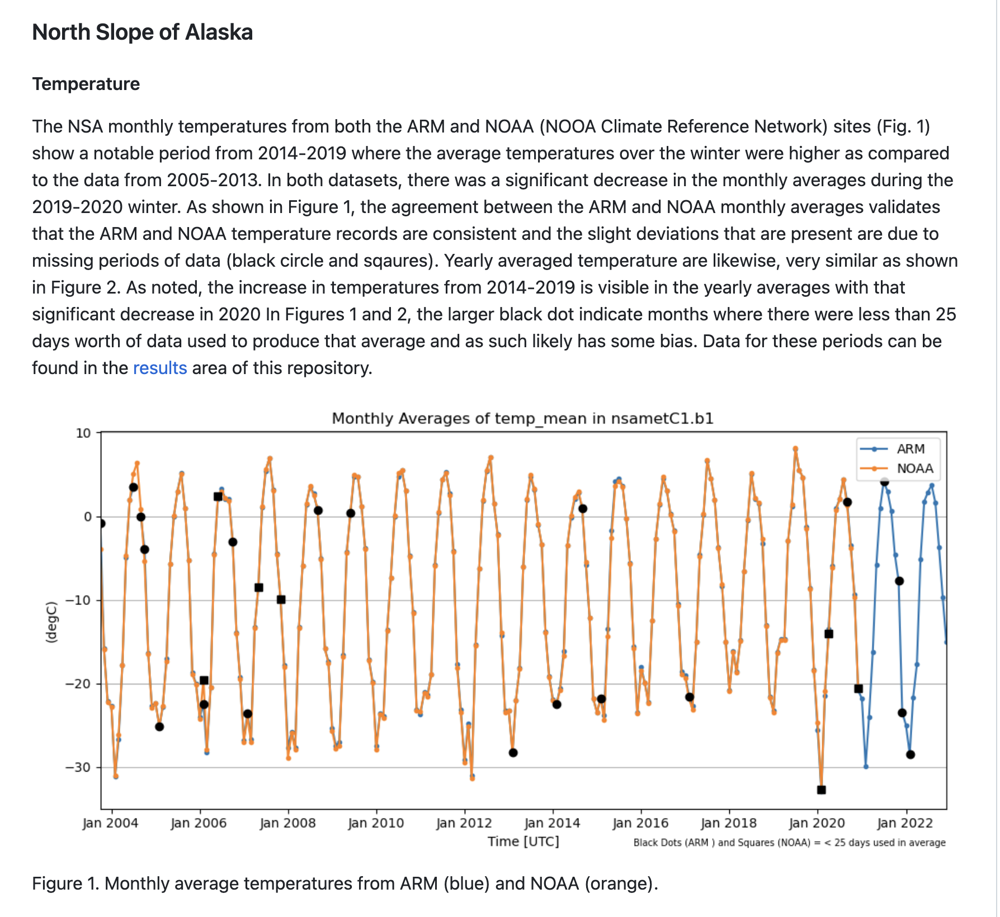 North Slope of Alaska
Temperature
The NSA monthly temperatures from both the ARM and NOAA (NOOA Climate Reference Network) sites (Fig. 1)
show a notable period from 2014-2019 where the average temperatures over the winter were higher as compared
to the data from 2005-2013. In both datasets, there was a significant decrease in the monthly averages during the
2019-2020 winter. As shown in Figure 1, the agreement between the ARM and NOAA monthly averages validates
that the ARM and NOAA temperature records are consistent and the slight deviations that are present are due to
missing periods of data (black circle and sqaures). Yearly averaged temperature are likewise, very similar as shown
in Figure 2. As noted, the increase in temperatures from 2014-2019 is visible in the yearly averages with that
significant decrease in 2020 In Figures 1 and 2, the larger black dot indicate months where there were less than 25
days worth of data used to produce that average and as such likely has some bias. Data for these periods can be
found in the results area of this repository.
Monthly Averages of temp_mean in nsametC1.b1
10
0
−10
−20
−30
(degC)
ARM
NOAA
Jan 2004 Jan 2006 Jan 2008 Jan 2010 Jan 2012 Jan 2014 Jan 2016 Jan 2018 Jan 2020 Jan 2022
Time [UTC]
Black Dots (ARM ) and Squares (NOAA) = < 25 days used in average
Figure 1. Monthly average temperatures from ARM (blue) and NOAA (orange).